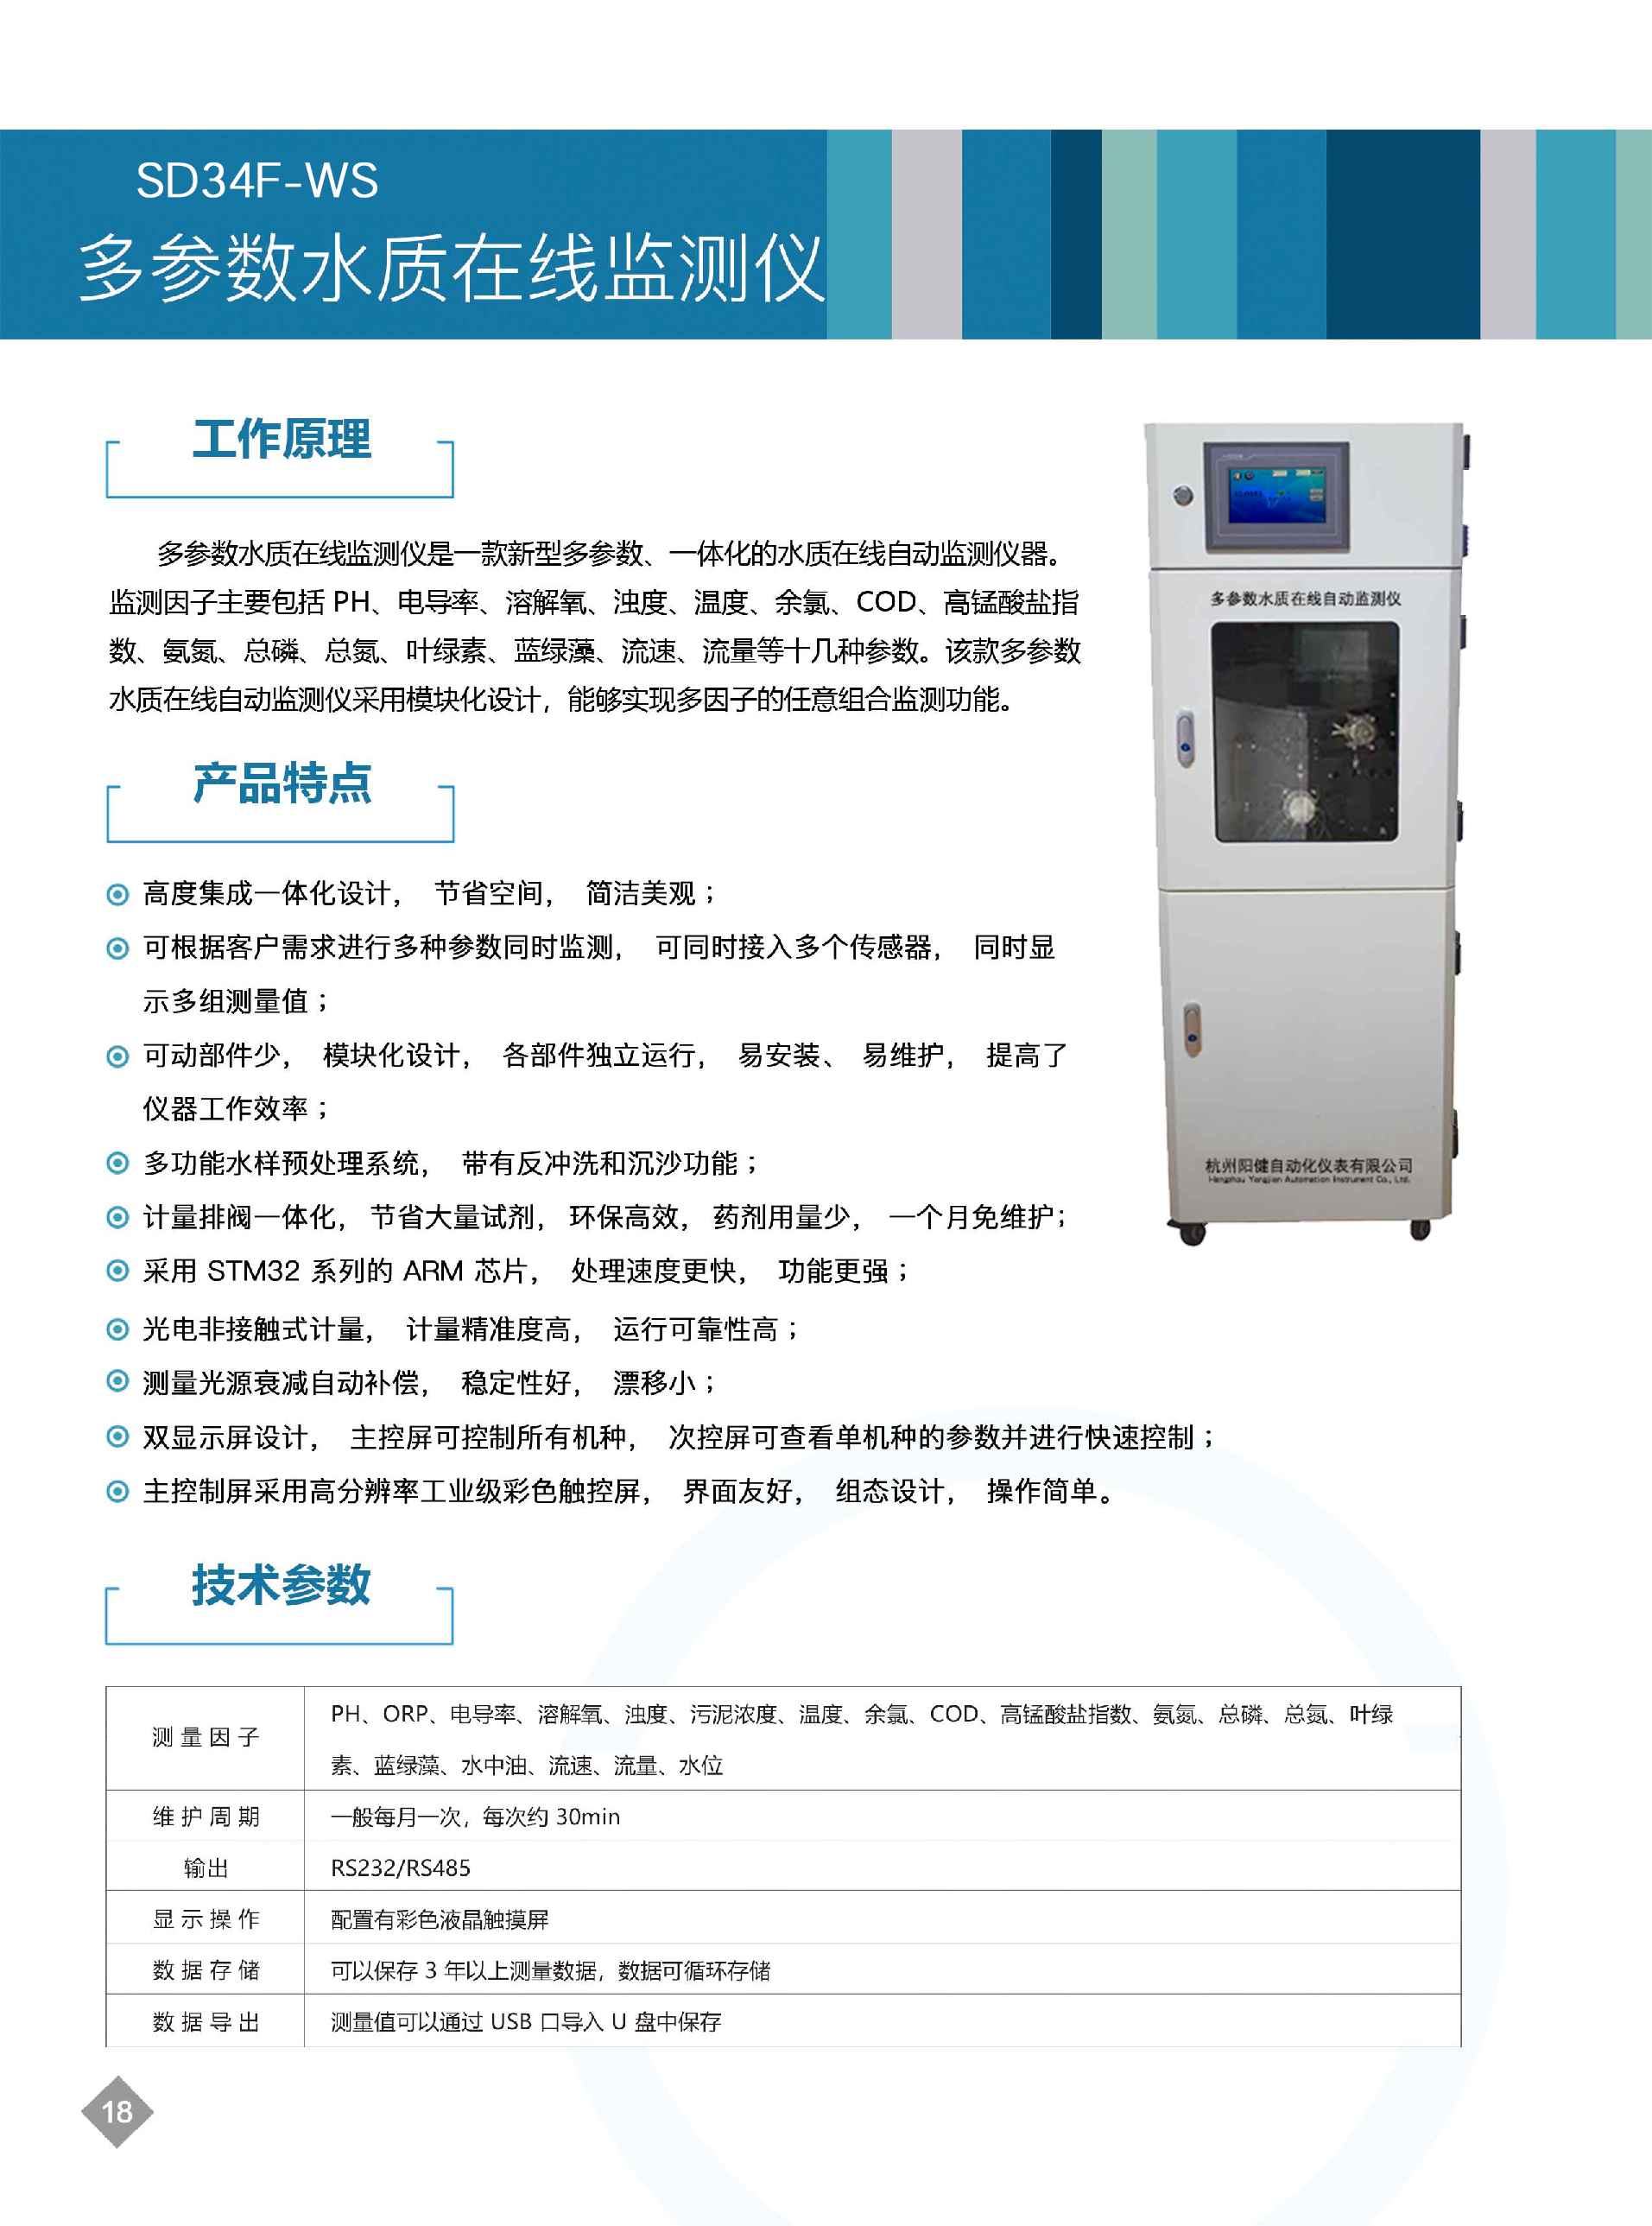 SD34F-WS
多参数水质在线监测仪
工作原理
多参数水质在线监测仪是一款新型多参数、一体化的水质在线自动监测仪器。
监测因子主要包括 PH、电导率、溶解氧、浊度、温度、余氯、COD、高锰酸盐指
数、氨氮、总磷、总氮、叶绿素、蓝绿藻、流速、流量等十几种参数。该款多参数
水质在线自动监测仪采用模块化设计，能够实现多因子的任意组合监测功能。
多参数水质在线自动监测仪
杭州阳健自动化仪表有限公司
Hangzhou Yangjian Automation Instrument Co., Ltd.
产品特点
高度集成一体化设计， 节省空间， 简洁美观；
可根据客户需求进行多种参数同时监测， 可同时接入多个传感器， 同时显
示多组测量值；
可动部件少， 模块化设计， 各部件独立运行， 易安装、 易维护， 提高了
仪器工作效率；
多功能水样预处理系统， 带有反冲洗和沉沙功能；
计量排阀一体化， 节省大量试剂， 环保高效， 药剂用量少， 一个月免维护；
采用 STM32 系列的 ARM 芯片， 处理速度更快， 功能更强；
光电非接触式计量， 计量精准度高， 运行可靠性高；
测量光源衰减自动补偿， 稳定性好， 漂移小；
双显示屏设计， 主控屏可控制所有机种， 次控屏可查看单机种的参数并进行快速控制；
主控制屏采用高分辨率工业级彩色触控屏， 界面友好， 组态设计， 操作简单。
技术参数
测量因子
PH、ORP、电导率、溶解氧、浊度、污泥浓度、温度、余氯、COD、高锰酸盐指数、氨氮、总磷、总氮、叶绿
素、蓝绿藻、水中油、流速、流量、水位
维护周期 一般每月一次，每次约 30min
输出 RS232/RS485
显示操作 配置有彩色液晶触摸屏
数据存储 可以保存 3 年以上测量数据，数据可循环存储
数据导出 测量值可以通过 USB 口导入 U 盘中保存
18